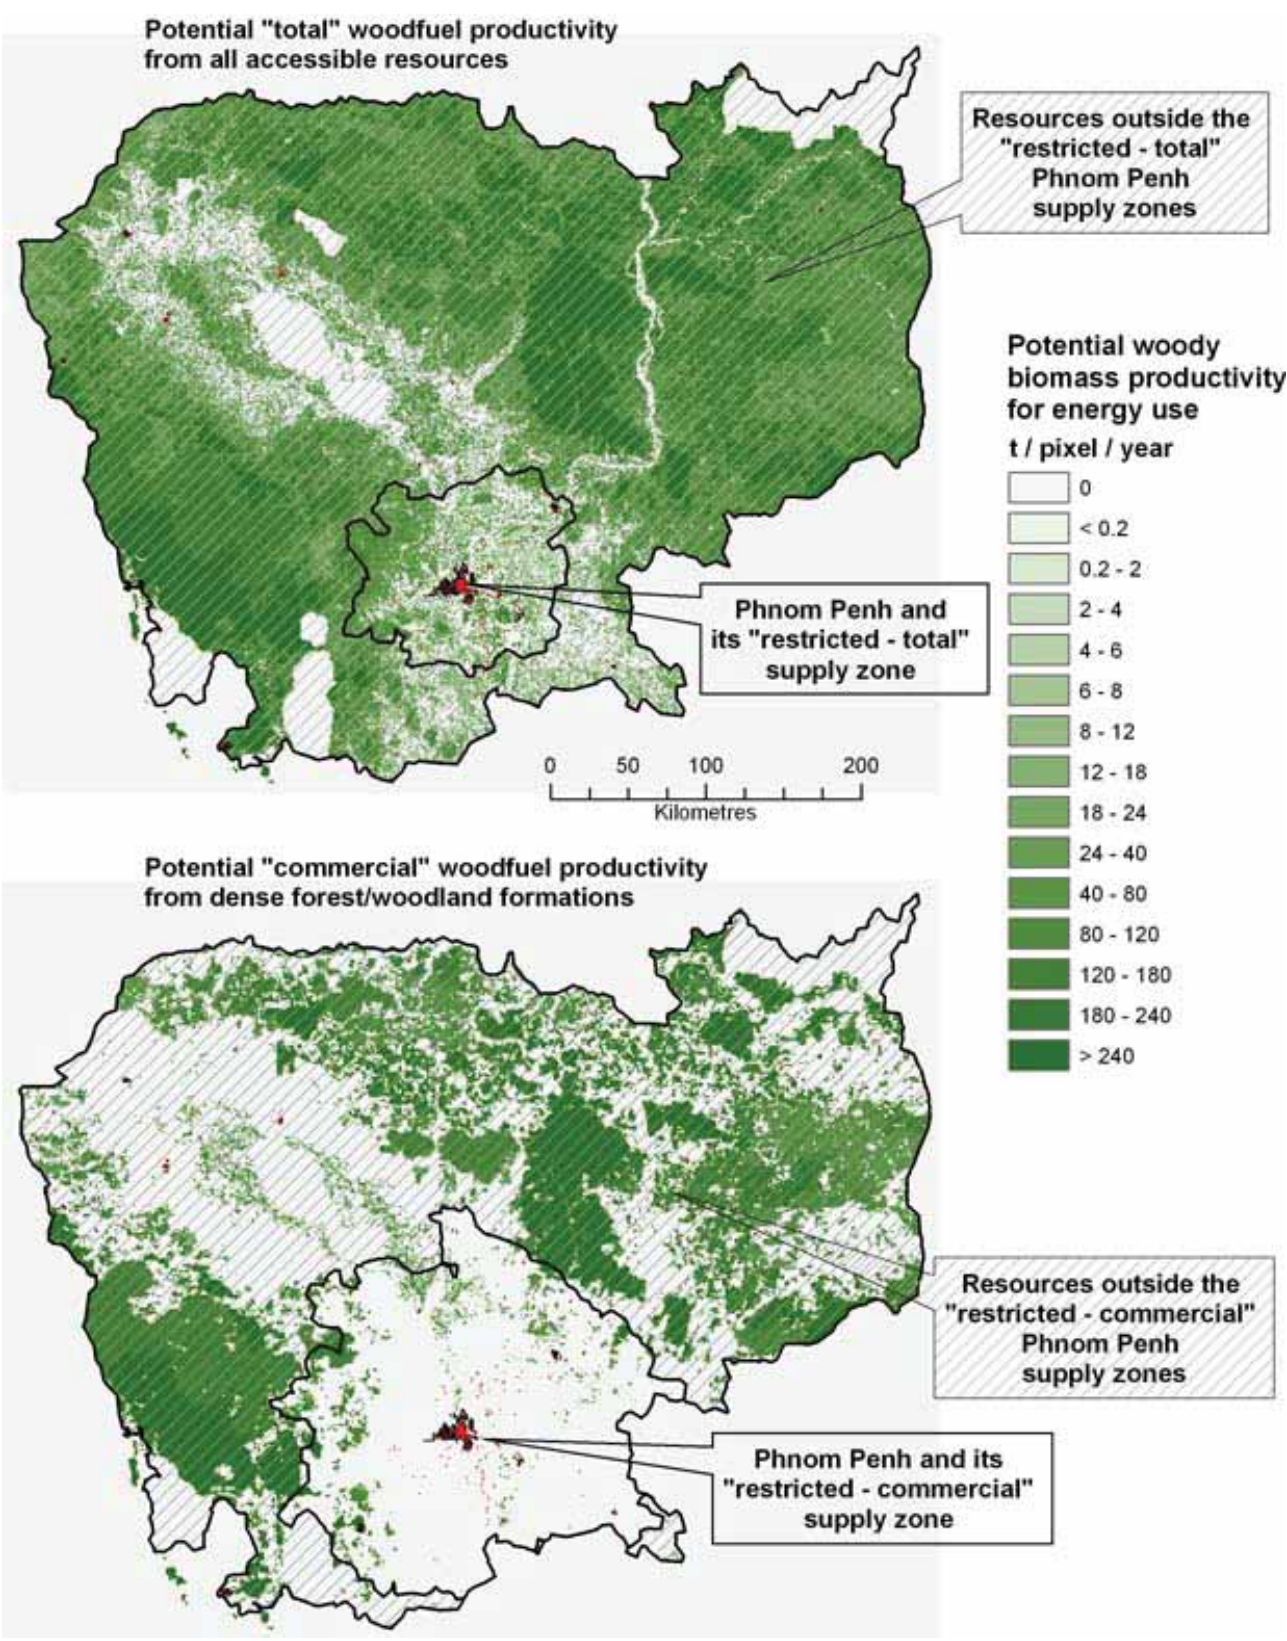 Potential "total" woodfuel productivity
from all accessible resources
Resources outside the
"restricted - total"
Phnom Penh
supply zones
Potential woody
biomass productivity
for energy use
t / pixel / year
0
< 0.2
0.2 - 2
2 - 4
4 - 6
6 - 8
8 - 12
12 - 18
18 - 24
24 - 40
40 - 80
80 - 120
120 - 180
180 - 240
> 240
Phnom Penh and
its "restricted - total"
supply zone
0 50 100 200
Kilometres
Potential "commercial" woodfuel productivity
from dense forest/woodland formations
Resources outside the
"restricted - commercial"
Phnom Penh
supply zones
Phnom Penh and its
"restricted - commercial"
supply zone